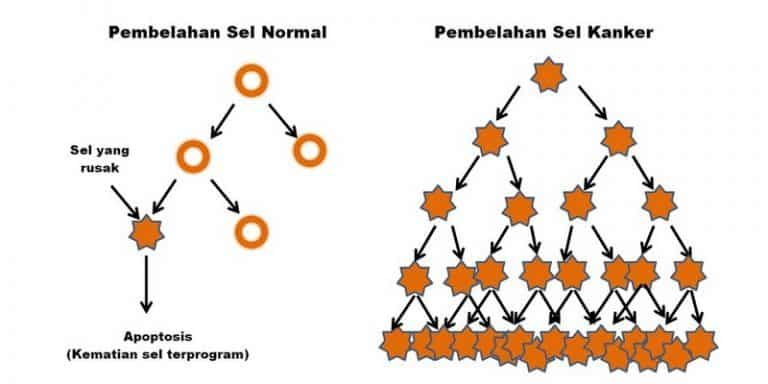 Pembelahan Sel Normal
Pembelahan Sel Kanker
Sel yang
rusak
Apoptosis
(Kematian sel terprogram)